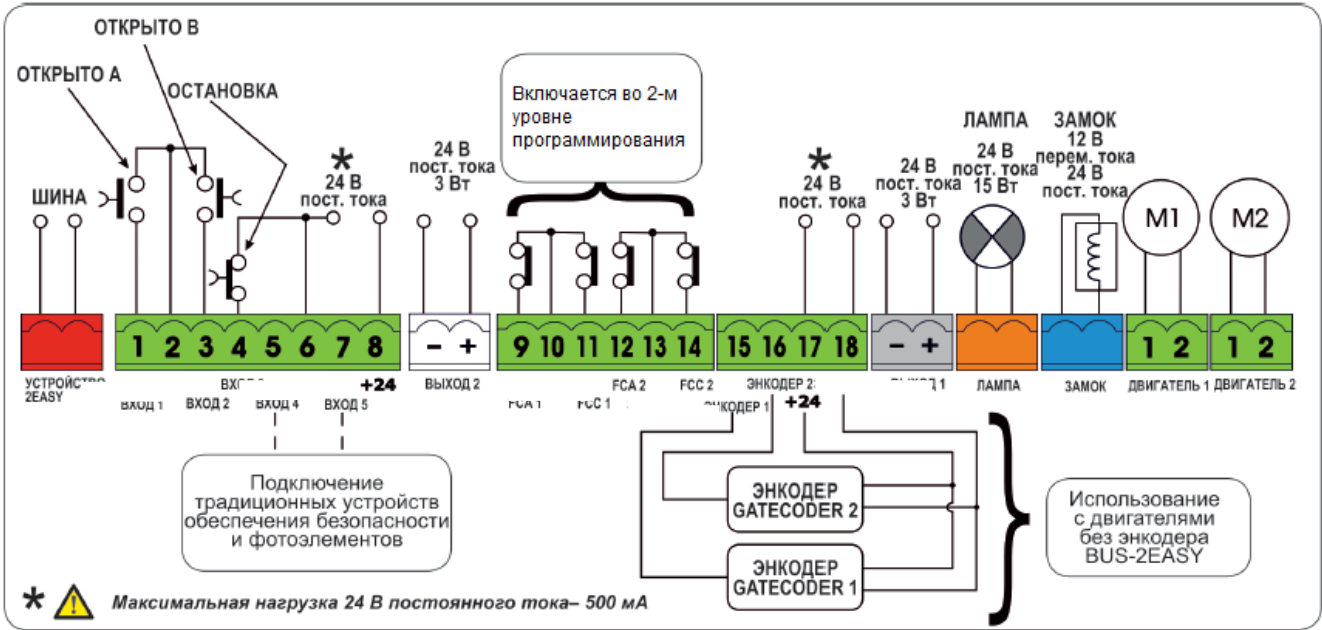 ОТКРЫТО В
ОТКРЫТО А
ОСТАНОВКА
ШИНА
*
24 В
пост. тока
24 В
пост. тока
3 Вт
Включается во 2-м
уровне
программирования
*
24 В
пост. тока
24 В
пост. тока
3 Вт
ЛАМПА
24 В
пост. тока
15 Вт
ЗАМОК
12 В
перем. тока
24 В
пост. тока
M1
M2
1 2 3 4 5 6 7 8
- +
9 10 11 12 13 14
15 16 17 18
- +
1 2
1 2
УСТРОЙСТВО
2EASY
ВХОД 1
ВХОД 2
ВХОД 4
ВХОД 5
+24
ВЫХОД 2
FCA 1
FCC 1
FCA 2
FCC 2
ЭНКОДЕР 1
ЭНКОДЕР 2
+24
ВЫХОД 1
ЛАМПА
ЗАМОК
ДВИГАТЕЛЬ 1
ДВИГАТЕЛЬ 2
Подключение
традиционных устройств
обеспечения безопасности
и фотоэлементов
ЭНКОДЕР
GATECODER 2
ЭНКОДЕР
GATECODER 1
Использование
с двигателями
без энкодера
BUS-2EASY
* Максимальная нагрузка 24 В постоянного тока– 500 мА